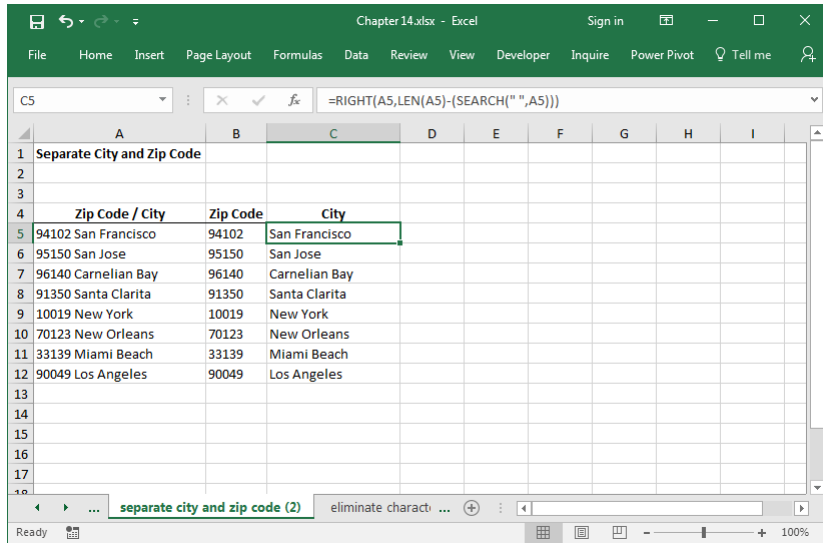 Chapter 14.xlsx - Excel Sign in
File Home Insert Page Layout Formulas Data Review View Developer Inquire Power Pivot Tell me
C5 fx =RIGHT(A5,LEN(A5)-(SEARCH(" ",A5)))
A B C D E F G H I
1 Separate City and Zip Code
2
3
4 Zip Code / City Zip Code City
5 94102 San Francisco 94102 San Francisco
6 95150 San Jose 95150 San Jose
7 96140 Carnelian Bay 96140 Carnelian Bay
8 91350 Santa Clarita 91350 Santa Clarita
9 10019 New York 10019 New York
10 70123 New Orleans 70123 New Orleans
11 33139 Miami Beach 33139 Miami Beach
12 90049 Los Angeles 90049 Los Angeles
13
14
15
16
17
18
... separate city and zip code (2) eliminate characte ...
Ready 100%